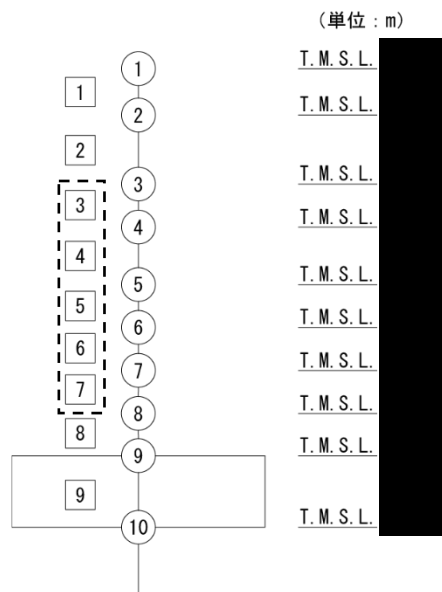 （単位：m）
① T.M.S.L.
1
② T.M.S.L.
2
③ T.M.S.L.
3
④ T.M.S.L.
4
⑤ T.M.S.L.
5
⑥ T.M.S.L.
6
⑦ T.M.S.L.
7
⑧ T.M.S.L.
8
⑨ T.M.S.L.
9
⑩ T.M.S.L.